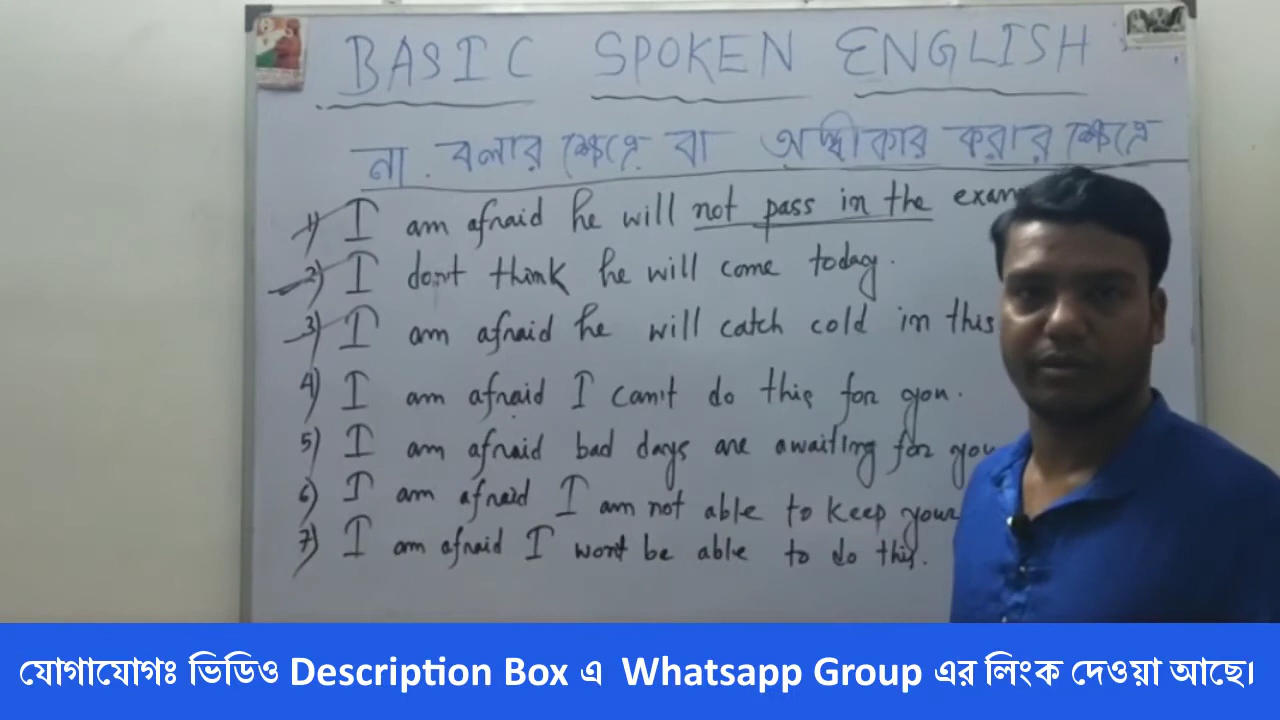 BASIC SPOKEN ENGLISH
না বলার ক্ষেত্রে বা অস্বীকার করার ক্ষেত্রে
1) I am afraid he will not pass in the exam
2) I don't think he will come today.
3) I am afraid he will catch cold in this
4) I am afraid I can't do this for you.
5) I am afraid bad days are awaiting for you
6) I am afraid I am not able to keep your
7) I am afraid I won't be able to do this.
যোগাযোগঃ ভিডিও Description Box এ Whatsapp Group এর লিংক দেওয়া আছে।